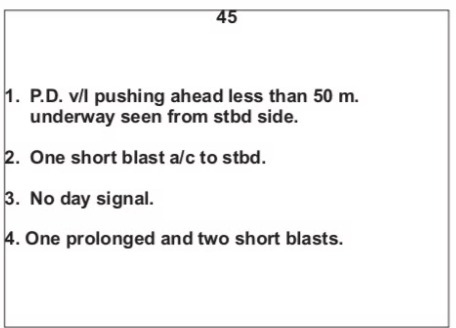 45
1. P.D. v/l pushing ahead less than 50 m.
underway seen from stbd side.
2. One short blast a/c to stbd.
3. No day signal.
4. One prolonged and two short blasts.